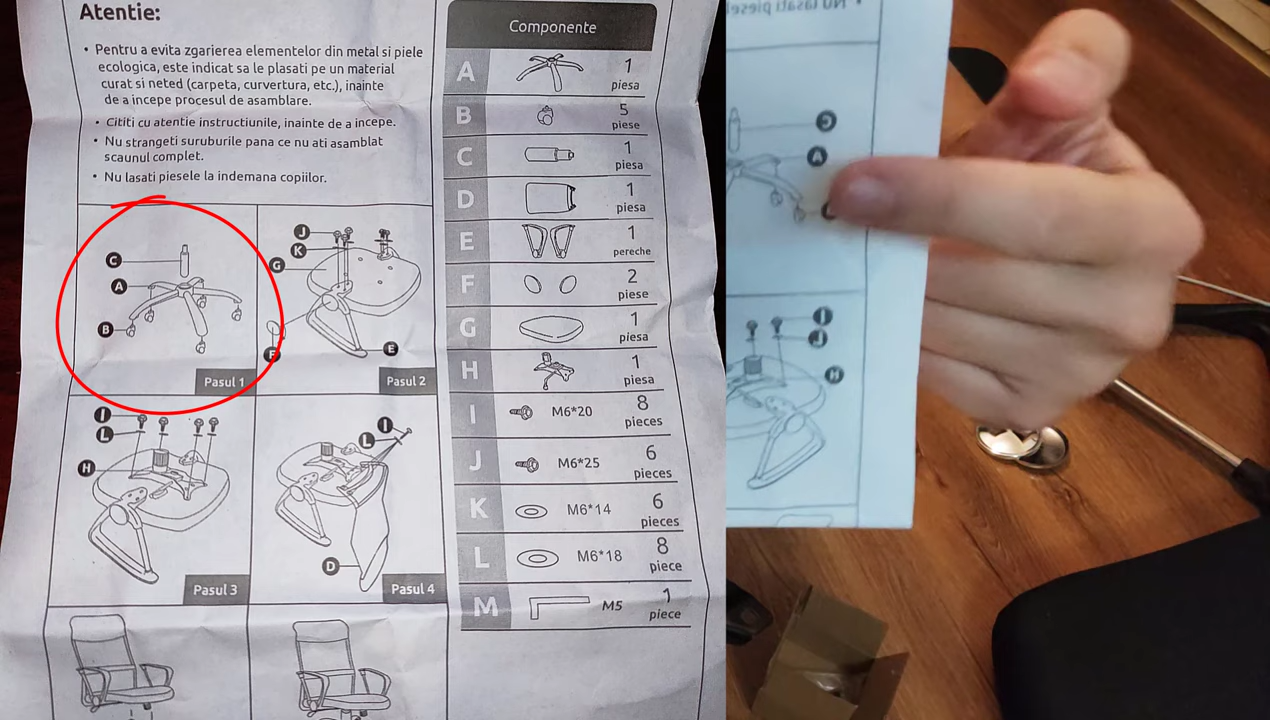 Atentie:
• Pentru a evita zgarierea elementelor din metal si piele
ecologica, este indicat sa le plasati pe un material
curat si neted (carpeta, curvertura, etc.), inainte
de a incepe procesul de asamblare.
• Cititi cu atentie instructiunile, inainte de a incepe.
• Nu strangeti suruburile pana ce nu ati asamblat
scaunul complet.
• Nu lasati piesele la indemana copiilor.
C
A
B
Pasul 1
J
K
G
F
E
Pasul 2
I
L
H
Pasul 3
I
L
D
Pasul 4
Componente
A 1 piesa
B 5 piese
C 1 piesa
D 1 piesa
E 1 pereche
F 2 piese
G 1 piesa
H 1 piesa
I M6*20 8 pieces
J M6*25 6 pieces
K M6*14 6 pieces
L M6*18 8 piece
M M5 1 piece
• Nu lasati piesele
C
A
I
L
H